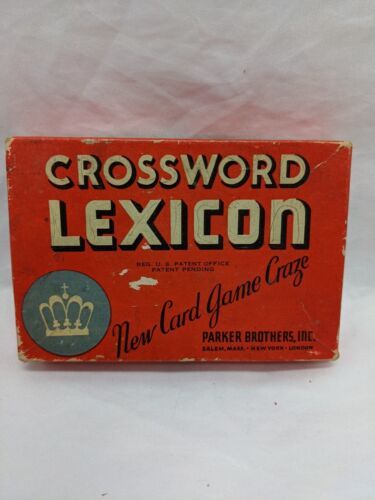 CROSSWORD
LEXICON
REG. U. S. PATENT OFFICE
PATENT PENDING
New Card Game Craze
PARKER BROTHERS, INC.
SALEM, MASS. • NEW YORK • LONDON